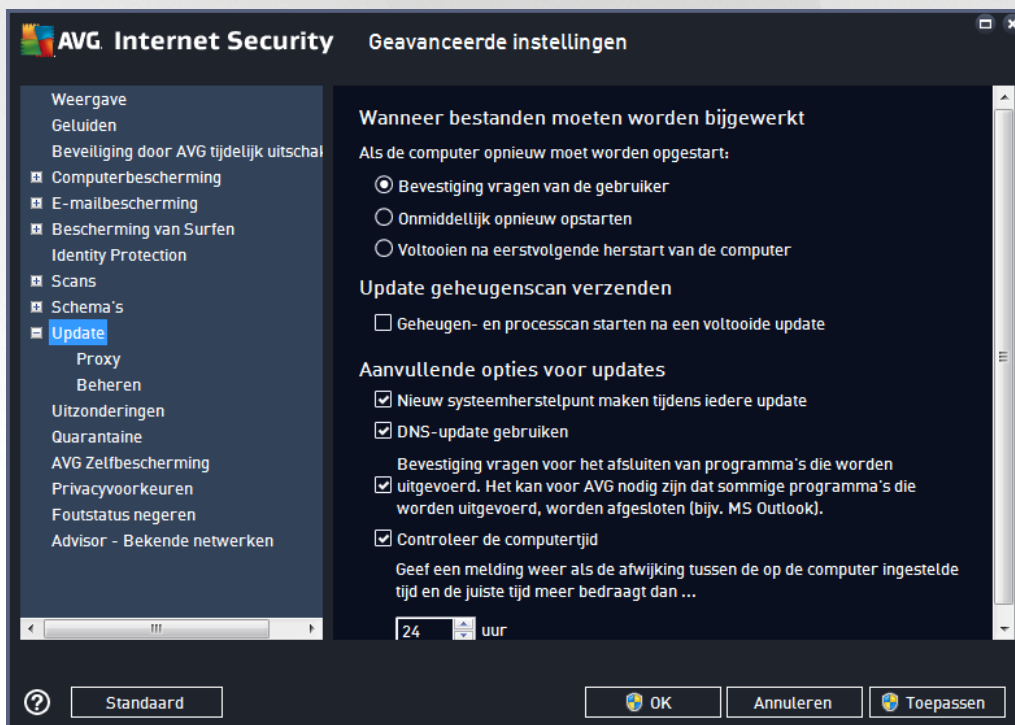 AVG. Internet Security
Geavanceerde instellingen
Weergave
Geluiden
Beveiliging door AVG tijdelijk uitschak
Computerbescherming
E-mailbescherming
Bescherming van Surfen
Identity Protection
Scans
Schema's
Update
Proxy
Beheren
Uitzonderingen
Quarantaine
AVG Zelfbescherming
Privacyvoorkeuren
Foutstatus negeren
Advisor - Bekende netwerken
Wanneer bestanden moeten worden bijgewerkt
Als de computer opnieuw moet worden opgestart:
Bevestiging vragen van de gebruiker
Onmiddellijk opnieuw opstarten
Voltooien na eerstvolgende herstart van de computer
Update geheugenscan verzenden
Geheugen- en processcan starten na een voltooide update
Aanvullende opties voor updates
Nieuw systeemherstelpunt maken tijdens iedere update
DNS-update gebruiken
Bevestiging vragen voor het afsluiten van programma's die worden
uitgevoerd. Het kan voor AVG nodig zijn dat sommige programma's die
worden uitgevoerd, worden afgesloten (bijv. MS Outlook).
Controleer de computertijd
Geef een melding weer als de afwijking tussen de op de computer ingestelde
tijd en de juiste tijd meer bedraagt dan ...
24 uur
Standaard
OK
Annuleren
Toepassen